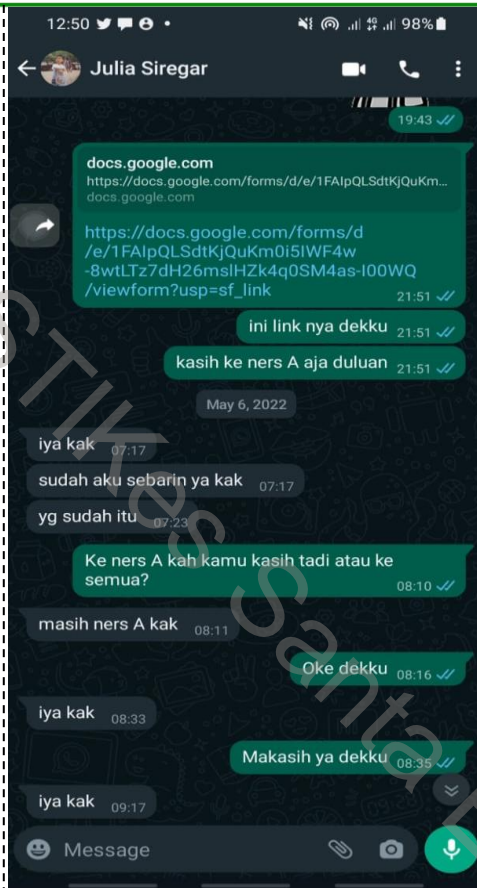 12:50 4G 98%
Julia Siregar
19:43
docs.google.com
https://docs.google.com/forms/d/e/1FAIpQLSdtKjQuKm...
docs.google.com
https://docs.google.com/forms/d
/e/1FAIpQLSdtKjQuKm0i5IWF4w
-8wtLTz7dH26mslHZk4q0SM4as-I00WQ
/viewform?usp=sf_link
21:51
ini link nya dekku 21:51
kasih ke ners A aja duluan 21:51
May 6, 2022
iya kak 07:17
sudah aku sebarin ya kak 07:17
yg sudah itu 07:23
Ke ners A kah kamu kasih tadi atau ke
semua?
08:10
masih ners A kak 08:11
Oke dekku 08:16
iya kak 08:33
Makasih ya dekku 08:35
iya kak 09:17
Message
STIKes Santa